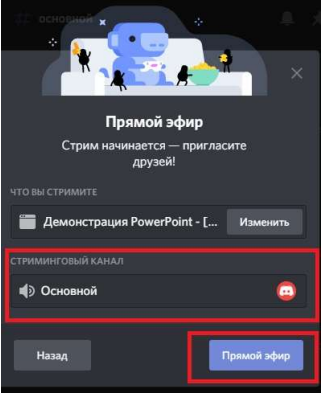 основной
Прямой эфир
Стрим начинается — пригласите
друзей!
ЧТО ВЫ СТРИМИТЕ
Демонстрация PowerPoint - [... Изменить
СТРИМИНГОВЫЙ КАНАЛ
Основной
Назад Прямой эфир